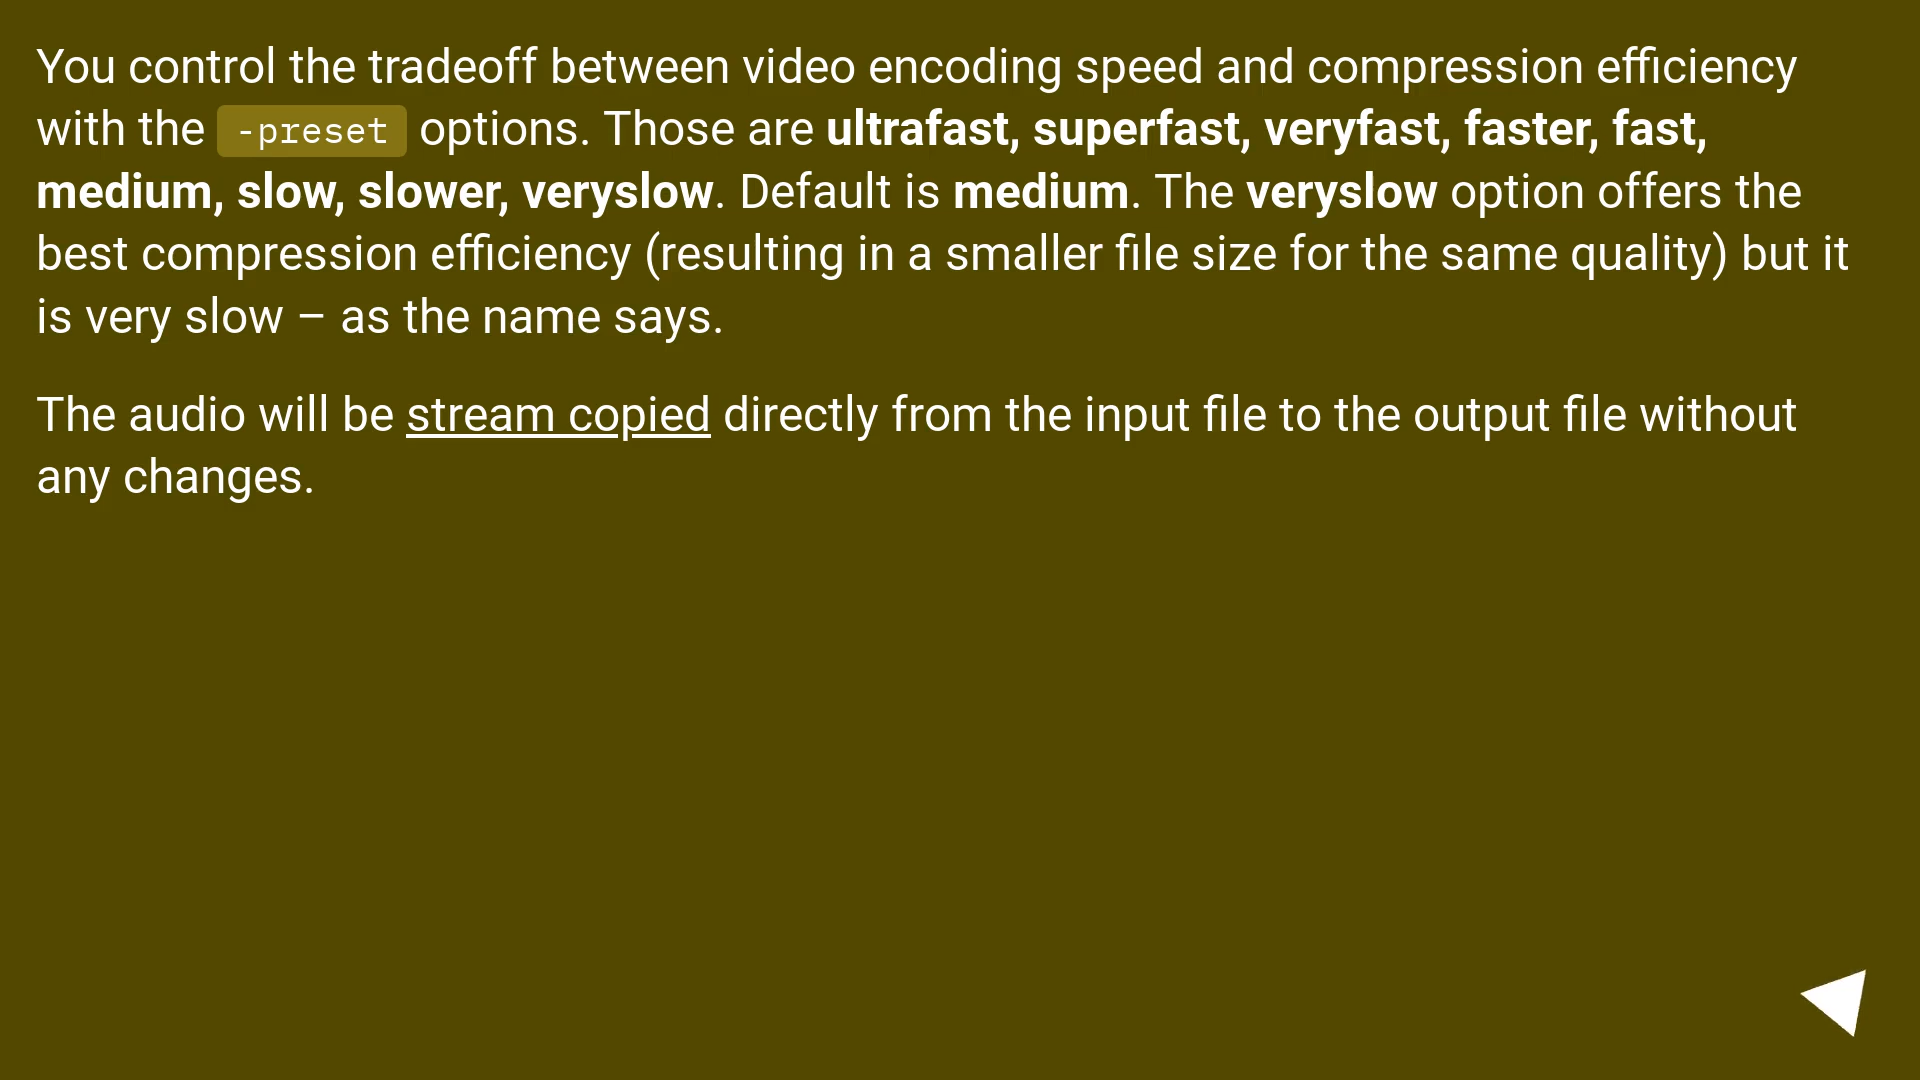 You control the tradeoff between video encoding speed and compression efficiency
with the -preset options. Those are ultrafast, superfast, veryfast, faster, fast,
medium, slow, slower, veryslow. Default is medium. The veryslow option offers the
best compression efficiency (resulting in a smaller file size for the same quality) but it
is very slow – as the name says.
The audio will be stream copied directly from the input file to the output file without
any changes.